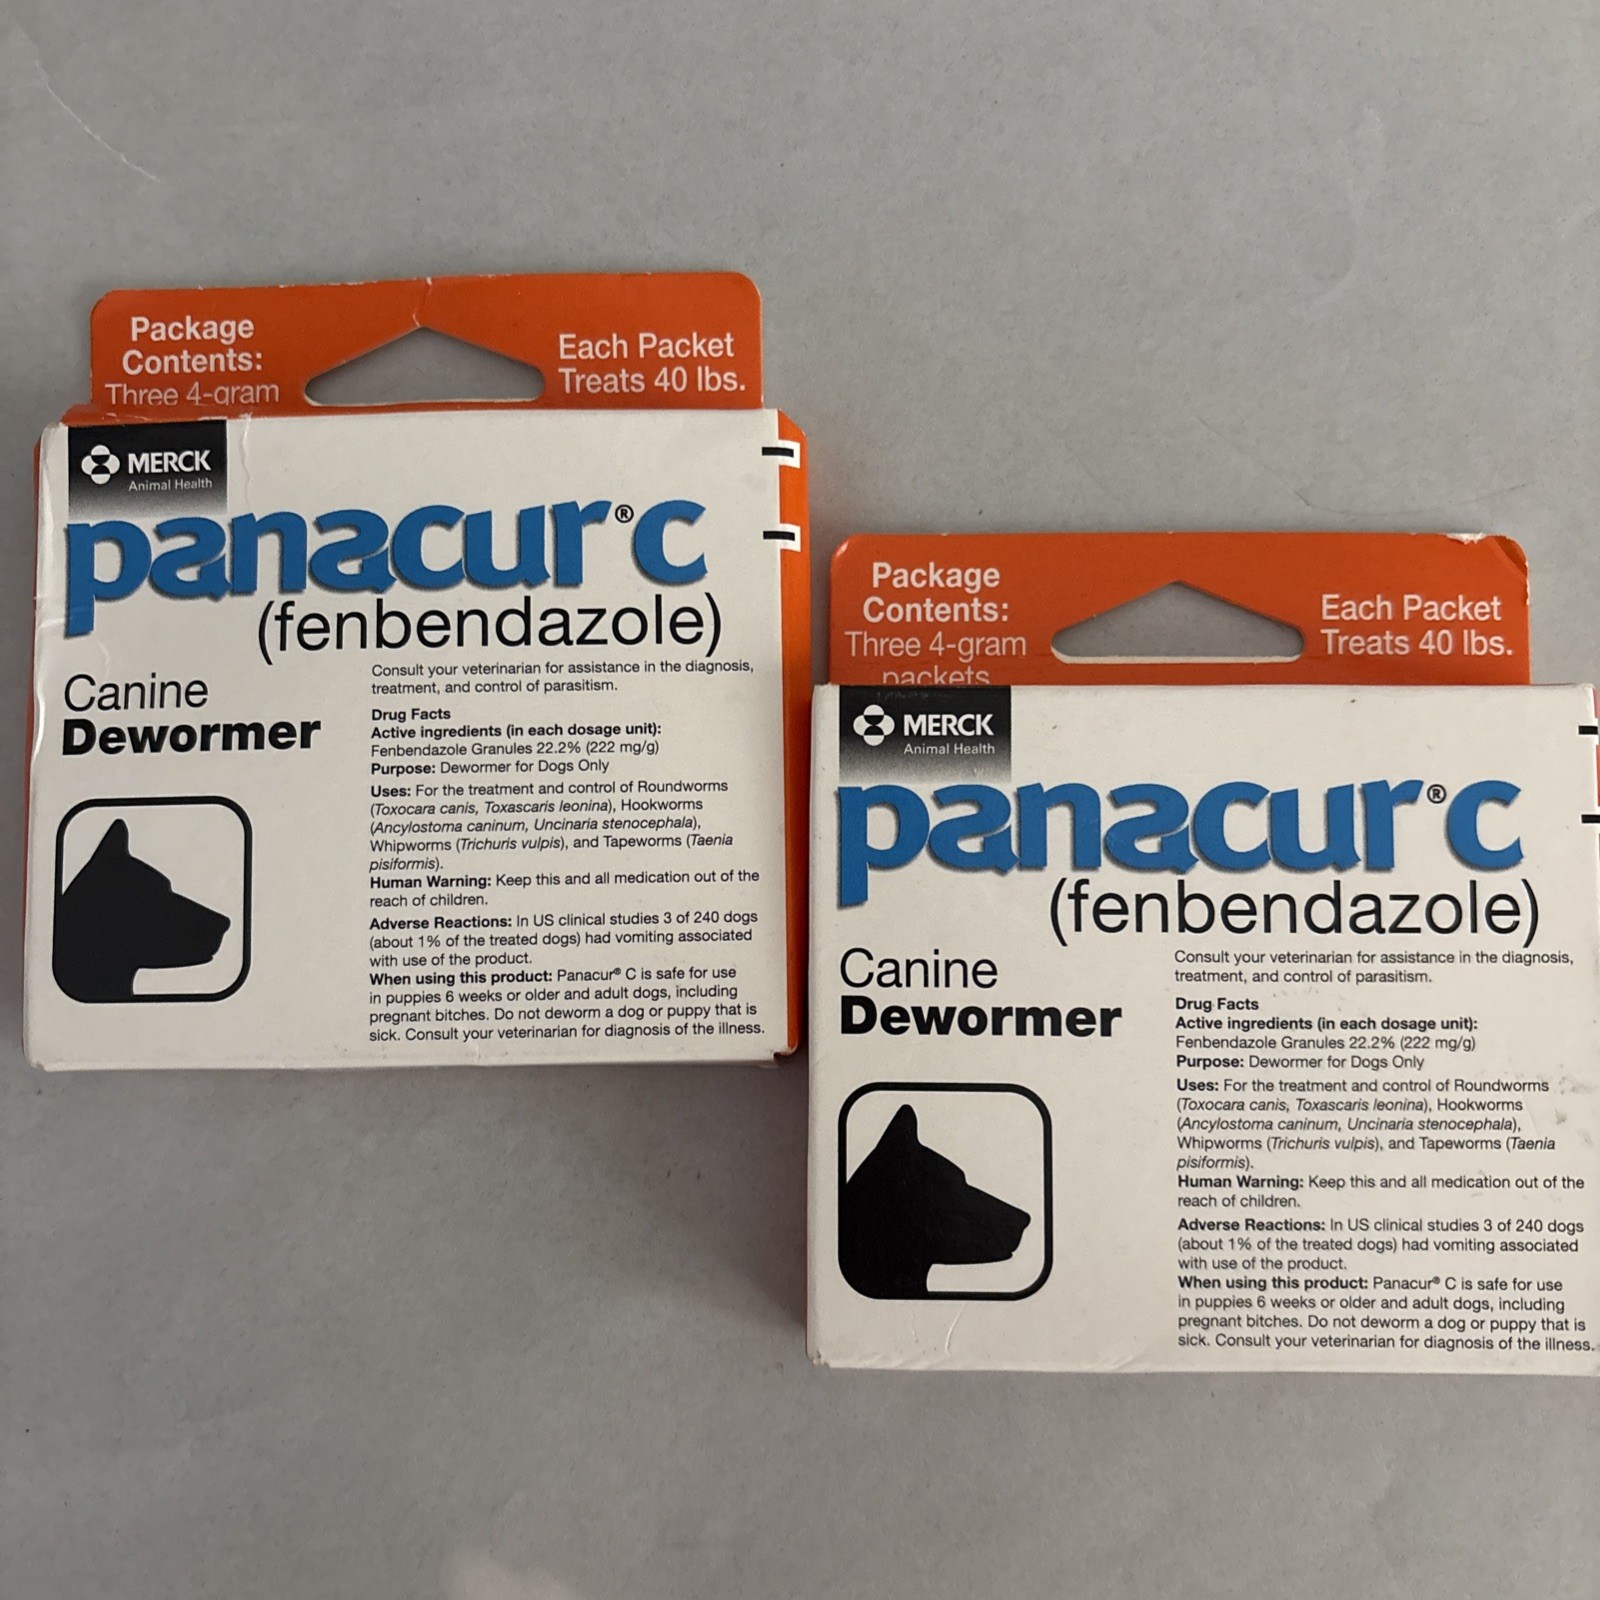 Package
Contents:
Three 4-gram
Each Packet
Treats 40 lbs.
MERCK
Animal Health
panacur® c
(fenbendazole)
Canine
Dewormer
Consult your veterinarian for assistance in the diagnosis,
treatment, and control of parasitism.
Drug Facts
Active ingredients (in each dosage unit):
Fenbendazole Granules 22.2% (222 mg/g)
Purpose: Dewormer for Dogs Only
Uses: For the treatment and control of Roundworms
(Toxocara canis, Toxascaris leonina), Hookworms
(Ancylostoma caninum, Uncinaria stenocephala),
Whipworms (Trichuris vulpis), and Tapeworms (Taenia
pisiformis).
Human Warning: Keep this and all medication out of the
reach of children.
Adverse Reactions: In US clinical studies 3 of 240 dogs
(about 1% of the treated dogs) had vomiting associated
with use of the product.
When using this product: Panacur® C is safe for use
in puppies 6 weeks or older and adult dogs, including
pregnant bitches. Do not deworm a dog or puppy that is
sick. Consult your veterinarian for diagnosis of the illness.
Package
Contents:
Three 4-gram
packets
Each Packet
Treats 40 lbs.
MERCK
Animal Health
panacur® c
(fenbendazole)
Canine
Dewormer
Consult your veterinarian for assistance in the diagnosis,
treatment, and control of parasitism.
Drug Facts
Active ingredients (in each dosage unit):
Fenbendazole Granules 22.2% (222 mg/g)
Purpose: Dewormer for Dogs Only
Uses: For the treatment and control of Roundworms
(Toxocara canis, Toxascaris leonina), Hookworms
(Ancylostoma caninum, Uncinaria stenocephala),
Whipworms (Trichuris vulpis), and Tapeworms (Taenia
pisiformis).
Human Warning: Keep this and all medication out of the
reach of children.
Adverse Reactions: In US clinical studies 3 of 240 dogs
(about 1% of the treated dogs) had vomiting associated
with use of the product.
When using this product: Panacur® C is safe for use
in puppies 6 weeks or older and adult dogs, including
pregnant bitches. Do not deworm a dog or puppy that is
sick. Consult your veterinarian for diagnosis of the illness.